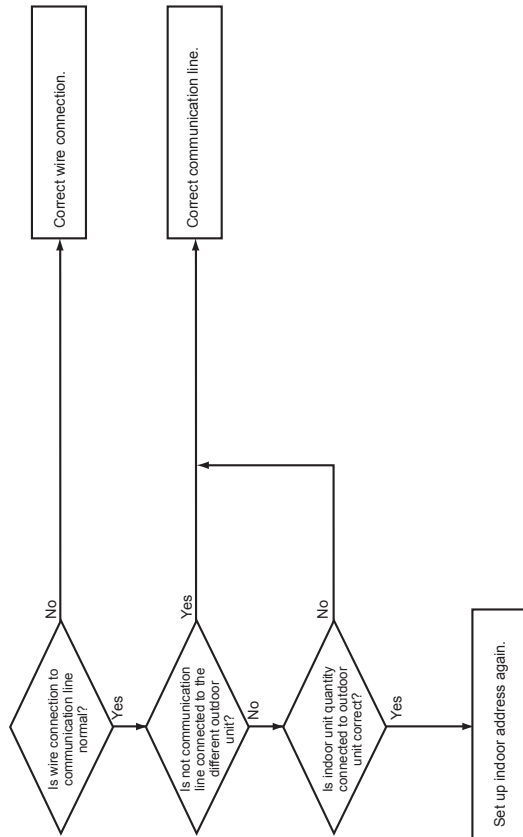 Is wire connection to
communication line
normal?
No
Correct wire connection.
Yes
Is not communication
line connected to the
different outdoor
unit?
Yes
Correct communication line.
No
Is indoor unit quantity
connected to outdoor
unit correct?
No
Yes
Set up indoor address again.